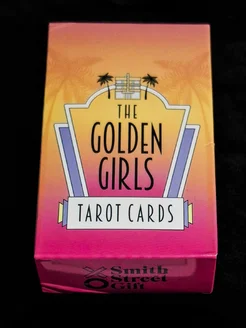 THE
GOLDEN
GIRLS
TAROT CARDS
Smith
Street
Gift